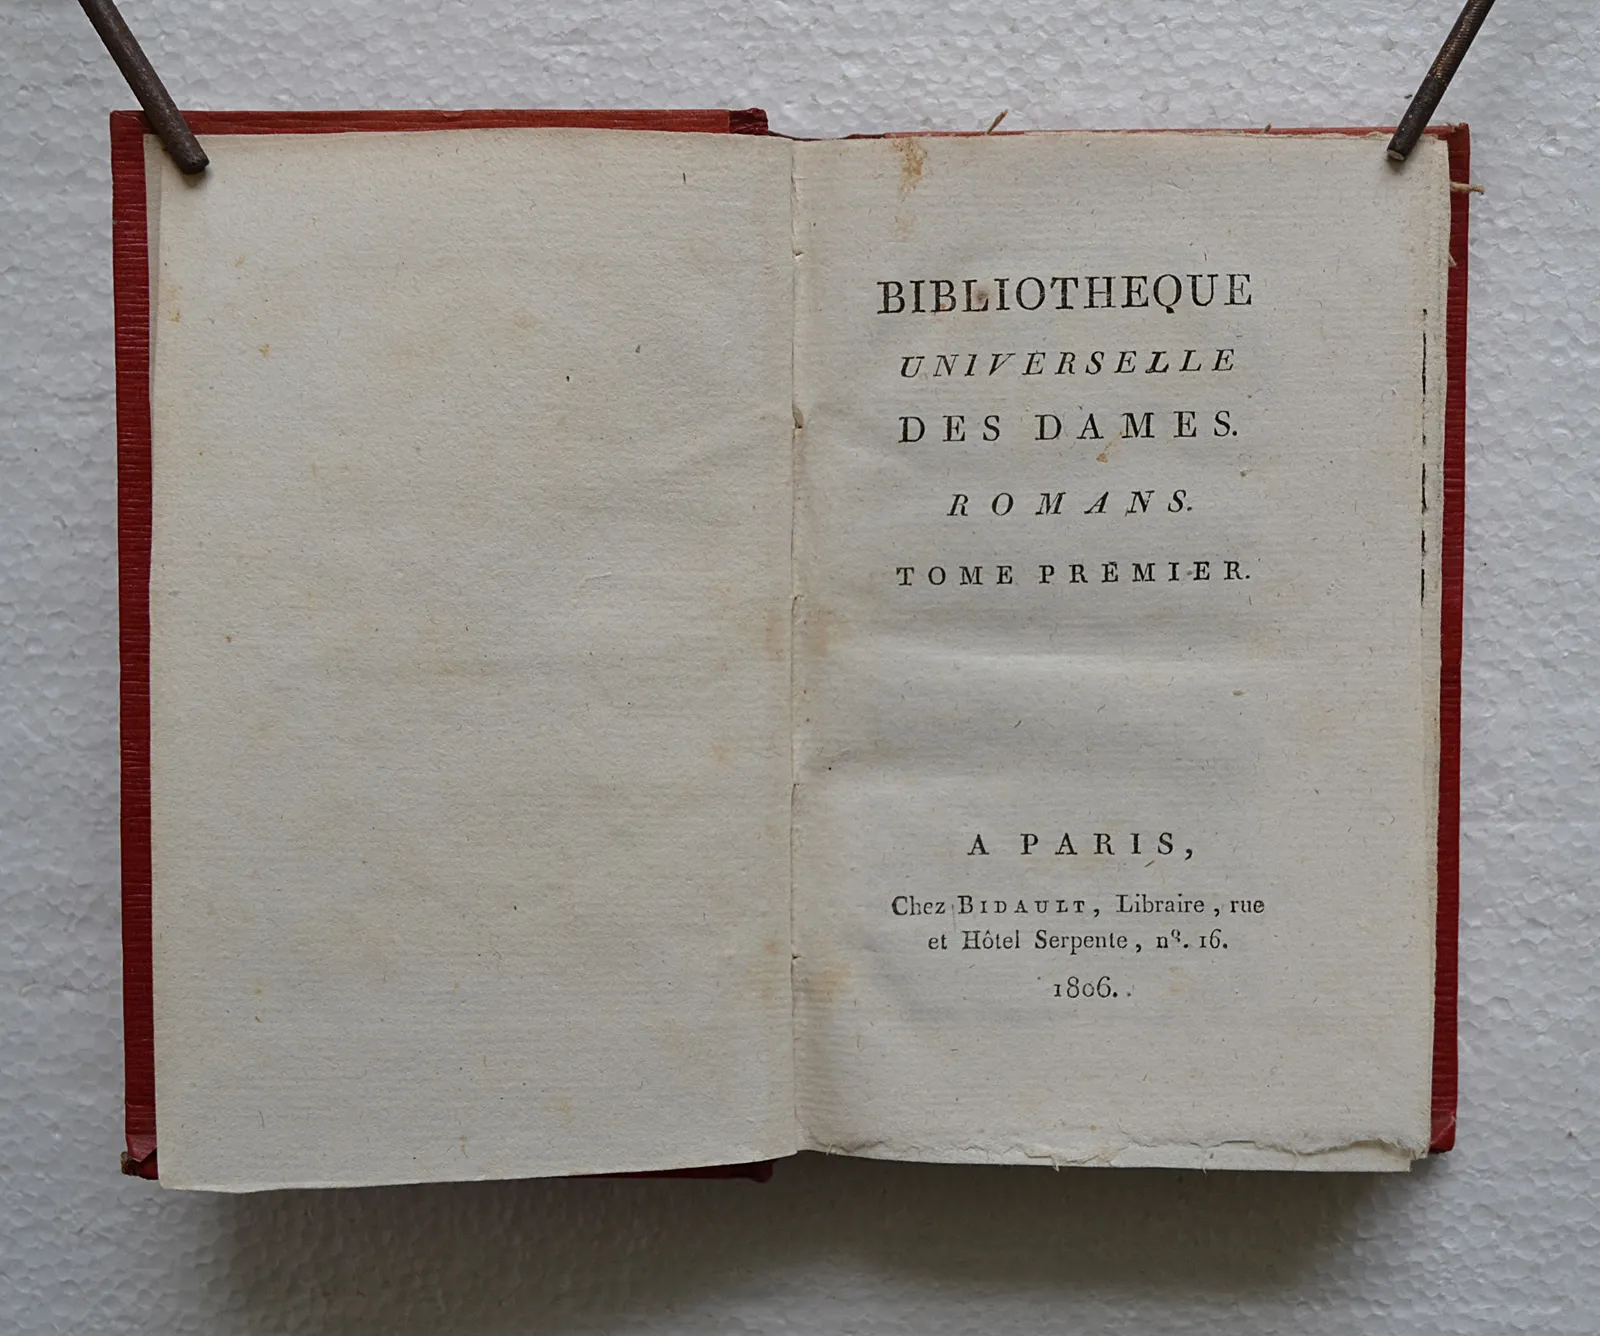 BIBLIOTHEQUE
UNIVERSELLE
DES DAMES.
ROMANS.
TOME PREMIER.
A PARIS,
Chez BIDAULT, Libraire, rue
et Hôtel Serpente, nº. 16.
1806.